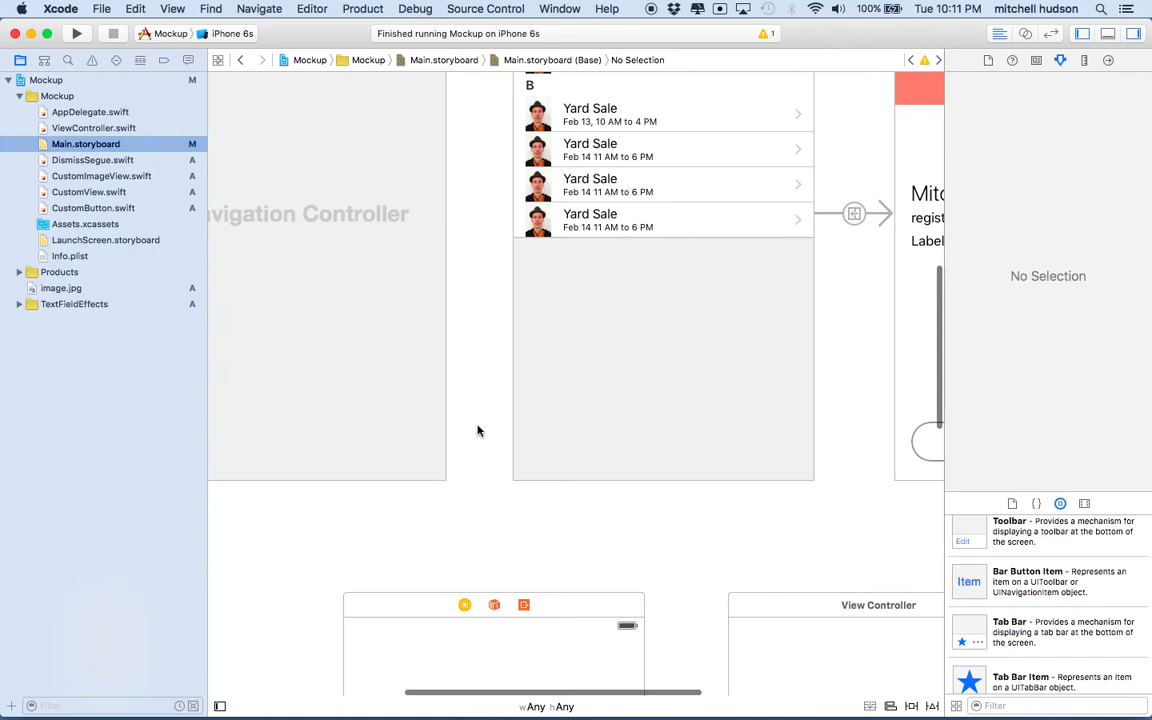 Xcode File Edit View Find Navigate Editor Product Debug Source Control Window Help 100% Tue 10:11 PM mitchell hudson
Mockup iPhone 6s Finished running Mockup on iPhone 6s 1
Mockup Mockup Main.storyboard Main.storyboard (Base) No Selection
Mockup M
Mockup
AppDelegate.swift
ViewController.swift
Main.storyboard M
DismissSegue.swift A
CustomImageView.swift A
CustomView.swift A
CustomButton.swift A
Assets.xcassets
LaunchScreen.storyboard
Info.plist
Products
image.jpg A
TextFieldEffects A
Filter
avigation Controller
B
Yard Sale
Feb 13, 10 AM to 4 PM
Yard Sale
Feb 14 11 AM to 6 PM
Yard Sale
Feb 14 11 AM to 6 PM
Yard Sale
Feb 14 11 AM to 6 PM
Mitc
regist
Label
View Controller
wAny hAny
No Selection
Edit
Toolbar - Provides a mechanism for
displaying a toolbar at the bottom of
the screen.
Item
Bar Button Item - Represents an
item on a UIToolbar or
UINavigationItem object.
Tab Bar - Provides a mechanism for
displaying a tab bar at the bottom of
the screen.
Tab Bar Item - Represents an item
on a UITabBar object.
Filter